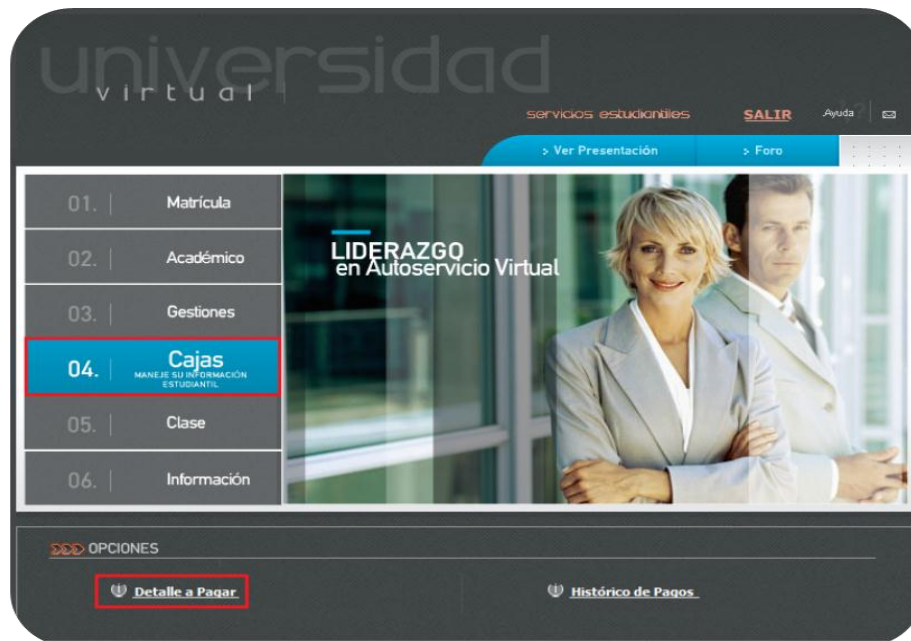 universidad
virtual
servicios estudiantiles
SALIR
Ayuda ?
> Ver Presentación
> Foro
01. | Matrícula
02. | Académico
03. | Gestiones
04. | Cajas
MANEJE SU INFORMACIÓN
ESTUDIANTIL
05. | Clase
06. | Información
LIDERAZGO
en Autoservicio Virtual
OPCIONES
Detalle a Pagar
Histórico de Pagos